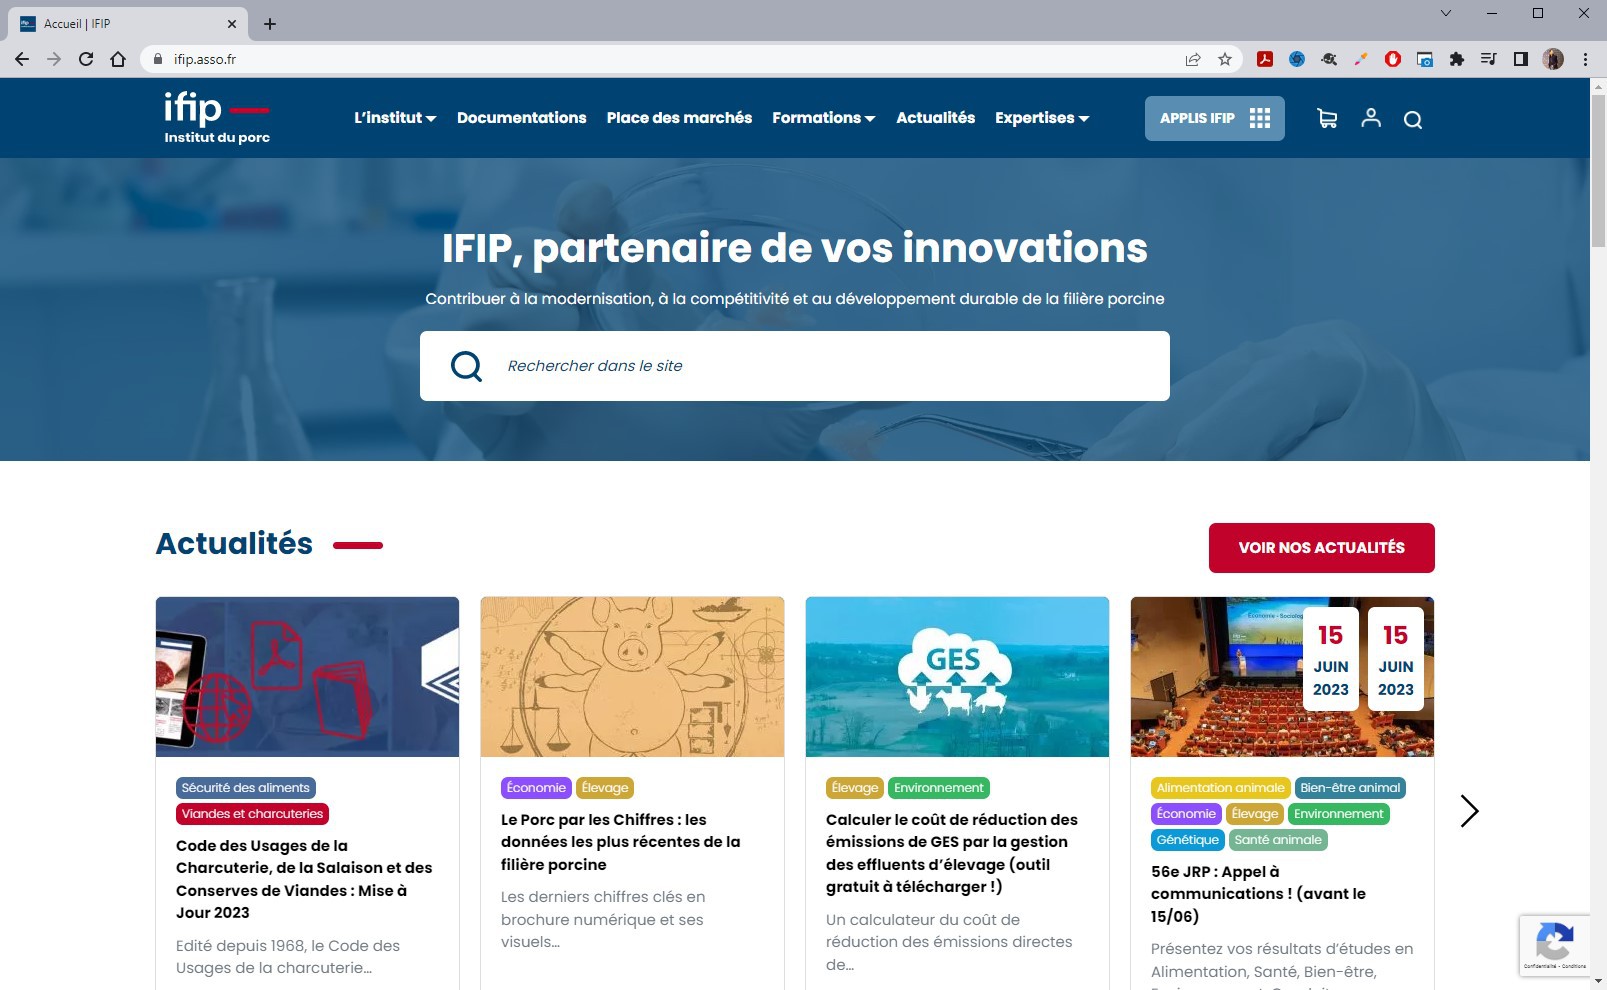 Accueil | IFIP
ifip.asso.fr
ifip
Institut du porc
L'institut
Documentations
Place des marchés
Formations
Actualités
Expertises
APPLIS IFIP
IFIP, partenaire de vos innovations
Contribuer à la modernisation, à la compétitivité et au développement durable de la filière porcine
Rechercher dans le site
Actualités
VOIR NOS ACTUALITÉS
Sécurité des aliments
Viandes et charcuteries
Code des Usages de la
Charcuterie, de la Salaison et des
Conserves de Viandes : Mise à
Jour 2023
Edité depuis 1968, le Code des
Usages de la charcuterie...
Économie
Élevage
Le Porc par les Chiffres : les
données les plus récentes de la
filière porcine
Les derniers chiffres clés en
brochure numérique et ses
visuels...
GES
Élevage
Environnement
Calculer le coût de réduction des
émissions de GES par la gestion
des effluents d'élevage (outil
gratuit à télécharger !)
Un calculateur du coût de
réduction des émissions directes
de...
15
JUIN
2023
15
JUIN
2023
Alimentation animale
Bien-être animal
Économie
Élevage
Environnement
Génétique
Santé animale
56e JRP : Appel à
communications ! (avant le
15/06)
Présentez vos résultats d'études en
Alimentation, Santé, Bien-être,
Confidentialité - Conditions